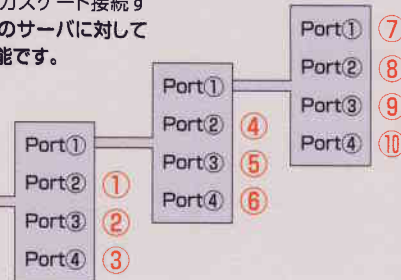 カスケード接続す
のサーバに対して
能です。
Port① ⑦
Port② ⑧
Port③ ⑨
Port④ ⑩
Port①
Port② ④
Port③ ⑤
Port④ ⑥
Port①
Port② ①
Port③ ②
Port④ ③